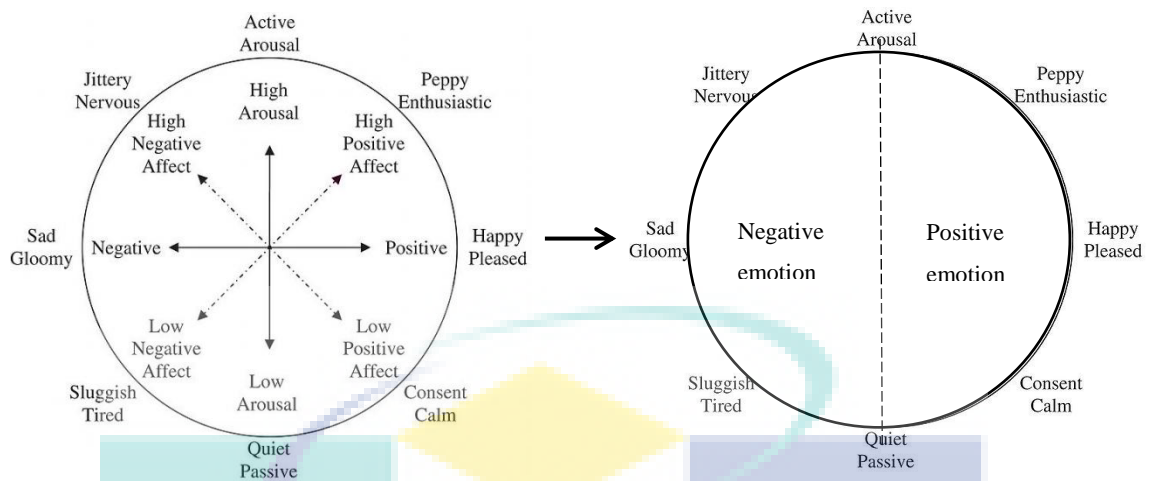 Active
Arousal
Jittery
Nervous
Peppy
Enthusiastic
High
Arousal
High
Negative
Affect
High
Positive
Affect
Sad
Gloomy
Negative
Positive
Happy
Pleased
Low
Negative
Affect
Low
Positive
Affect
Low
Arousal
Sluggish
Tired
Consent
Calm
Quiet
Passive
Active
Arousal
Jittery
Nervous
Peppy
Enthusiastic
Sad
Gloomy
Negative
emotion
Positive
emotion
Happy
Pleased
Sluggish
Tired
Consent
Calm
Quiet
Passive